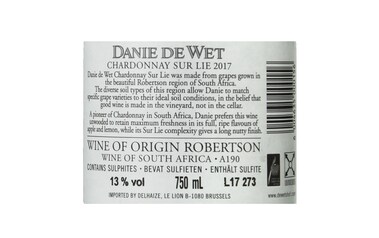 DANIE DE WET
CHARDONNAY SUR LIE 2017
Danie de Wet Chardonnay Sur Lie was made from grapes grown in
the beautiful Robertson region of South Africa.
The diverse soil types of this region allow Danie to match
specific grape varieties to their ideal soil conditions, in the belief that
good wine is made in the vineyard, not in the cellar.
A pioneer of Chardonnay in South Africa, Danie prefers this wine
unwooded to retain maximum freshness in its full, ripe flavours of
apple and lemon, while its Sur Lie complexity gives a long nutty finish.
WINE OF ORIGIN ROBERTSON
WINE OF SOUTH AFRICA • A190
CONTAINS SULPHITES • BEVAT SULFIETEN • ENTHÄLT SULFITE
13 % vol 750 mL L17 273
IMPORTED BY DELHAIZE, LE LION B-1080 BRUSSELS